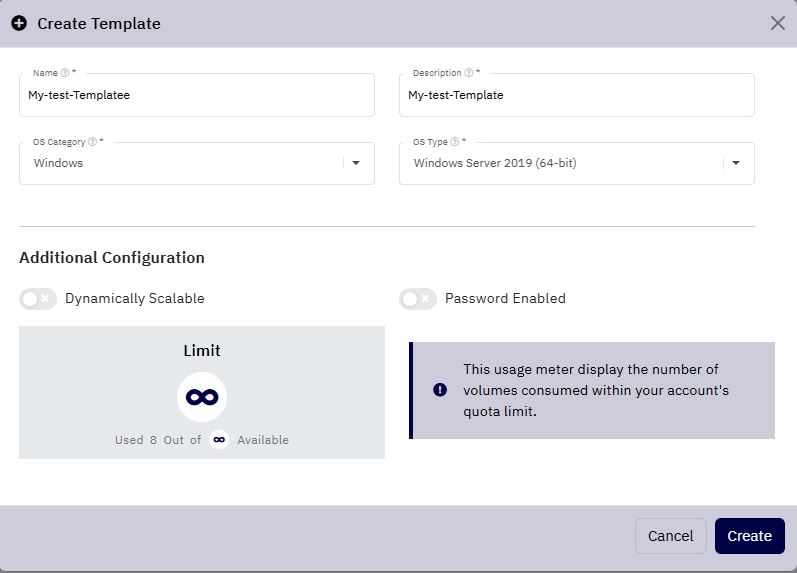 Create Template
Name *
Description *
My-test-Templatee
My-test-Template
OS Category *
OS Type *
Windows
Windows Server 2019 (64-bit)
Additional Configuration
Dynamically Scalable
Password Enabled
Limit
∞
Used 8 Out of ∞ Available
This usage meter display the number of
volumes consumed within your account's
quota limit.
Cancel
Create